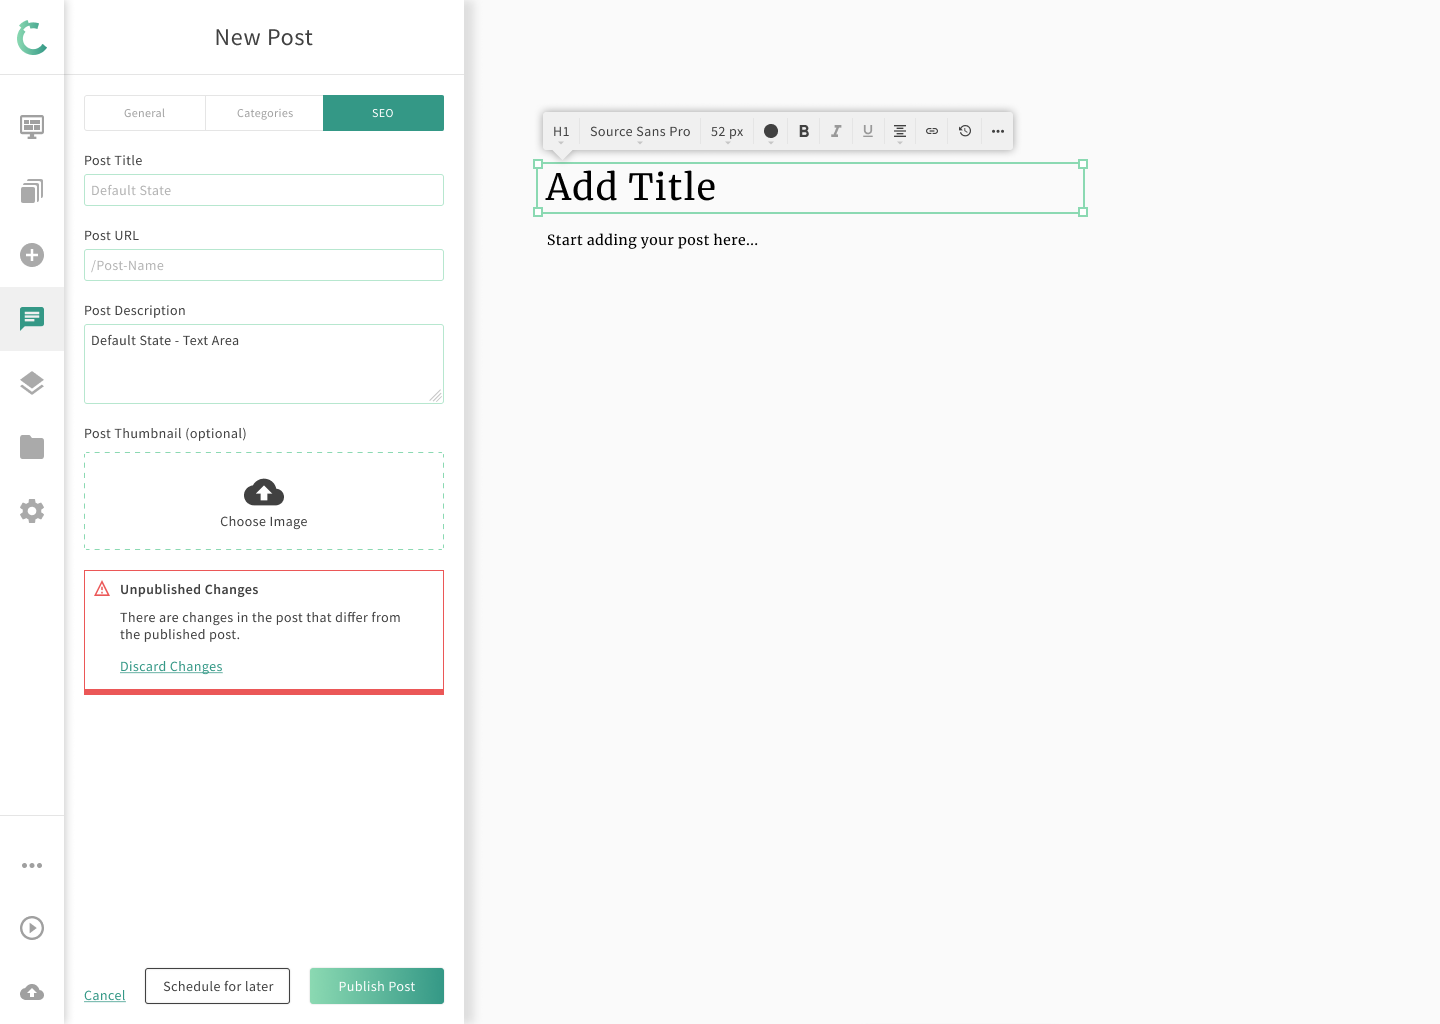 New Post
General
Categories
SEO
Post Title
Default State
Post URL
/Post-Name
Post Description
Default State - Text Area
Post Thumbnail (optional)
Choose Image
Unpublished Changes
There are changes in the post that differ from
the published post.
Discard Changes
Cancel
Schedule for later
Publish Post
H1
Source Sans Pro
52 px
B
I
U
Add Title
Start adding your post here...